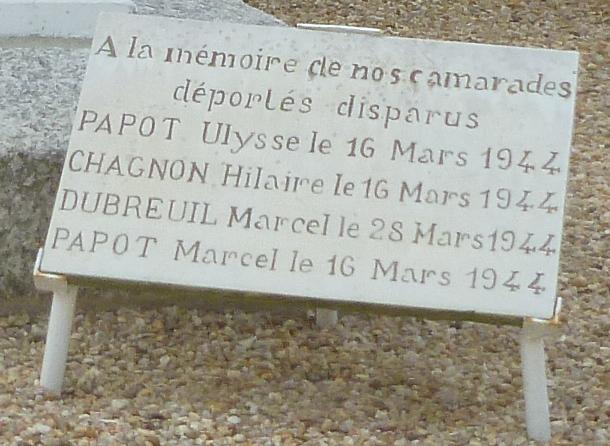 A la mémoire de nos camarades
déportés disparus
PAPOT Ulysse le 16 Mars 1944
CHAGNON Hilaire le 16 Mars 1944
DUBREUIL Marcel le 28 Mars 1944
PAPOT Marcel le 16 Mars 1944